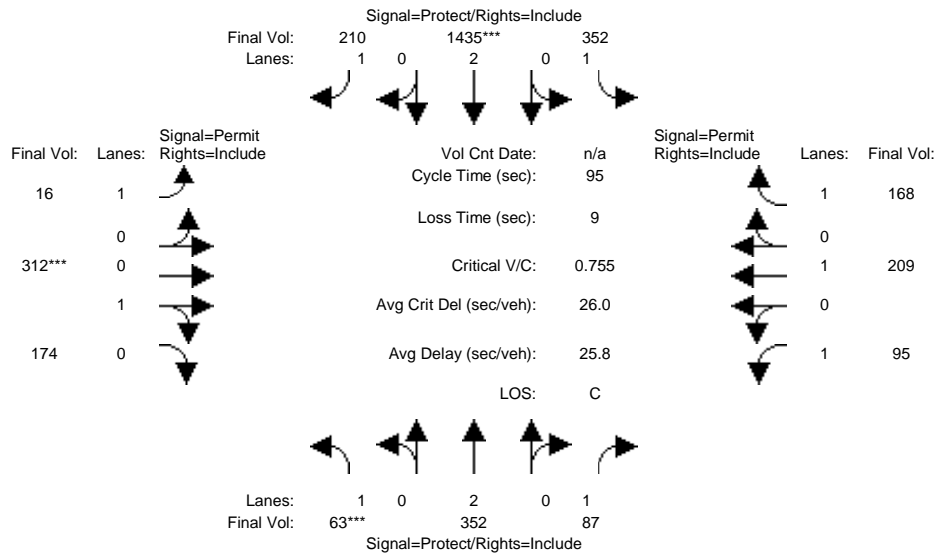 Signal=Protect/Rights=Include
Final Vol: 210 1435*** 352
Lanes: 1 0 2 0 1
Signal=Permit Signal=Permit
Final Vol: Lanes: Rights=Include Vol Cnt Date: n/a Rights=Include Lanes: Final Vol:
Cycle Time (sec): 95
16 1 1 168
Loss Time (sec): 9
0 0
312*** 0 Critical V/C: 0.755 1 209
1 Avg Crit Del (sec/veh): 26.0 0
174 0 Avg Delay (sec/veh): 25.8 1 95
LOS: C
Lanes: 1 0 2 0 1
Final Vol: 63*** 352 87
Signal=Protect/Rights=Include